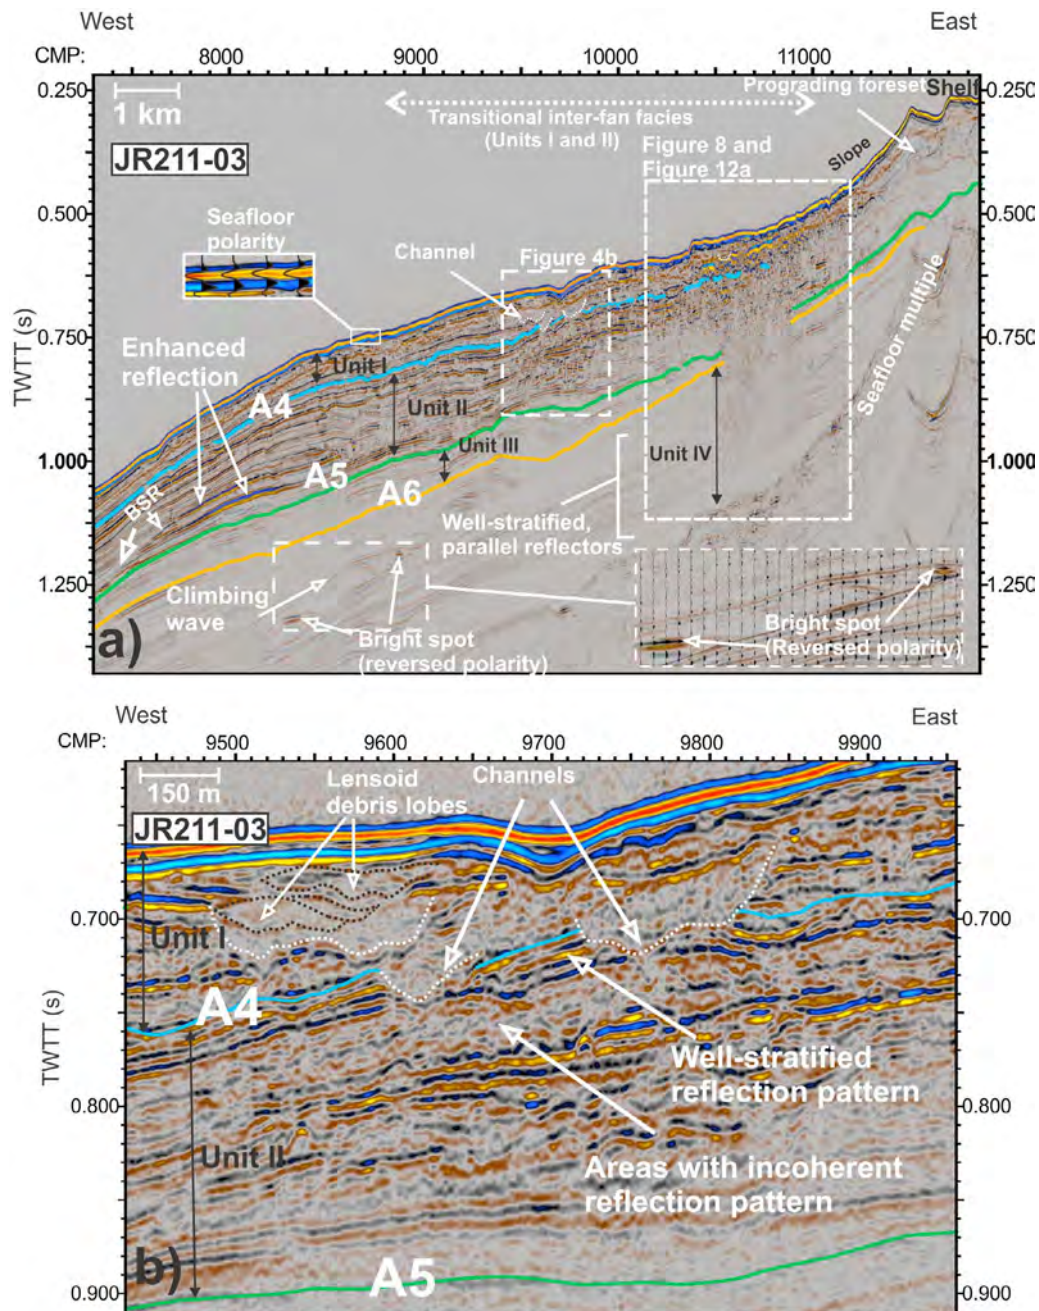 West
East
CMP:
8000
9000
10000
11000
0.250
Prograding foreset
Shelf
0.250
1 km
Transitional inter-fan facies
(Units I and II)
JR211-03
Figure 8 and
Figure 12a
Slope
0.500
Seafloor
polarity
0.500
Channel
Figure 4b
Seafloor multiple
TWTT (s)
0.750
0.750
Enhanced
reflection
Unit I
A4
Unit II
Unit III
Unit IV
1.000
A5
A6
1.000
BSR
Well-stratified,
parallel reflectors
1.250
1.250
Climbing
wave
Bright spot
(reversed polarity)
Bright spot
(Reversed polarity)
a)
West
East
CMP:
9500
9600
9700
9800
9900
150 m
Lensoid
debris lobes
Channels
JR211-03
0.700
0.700
Unit I
A4
TWTT (s)
Well-stratified
reflection pattern
0.800
0.800
Unit II
Areas with incoherent
reflection pattern
b)
A5
0.900
0.900